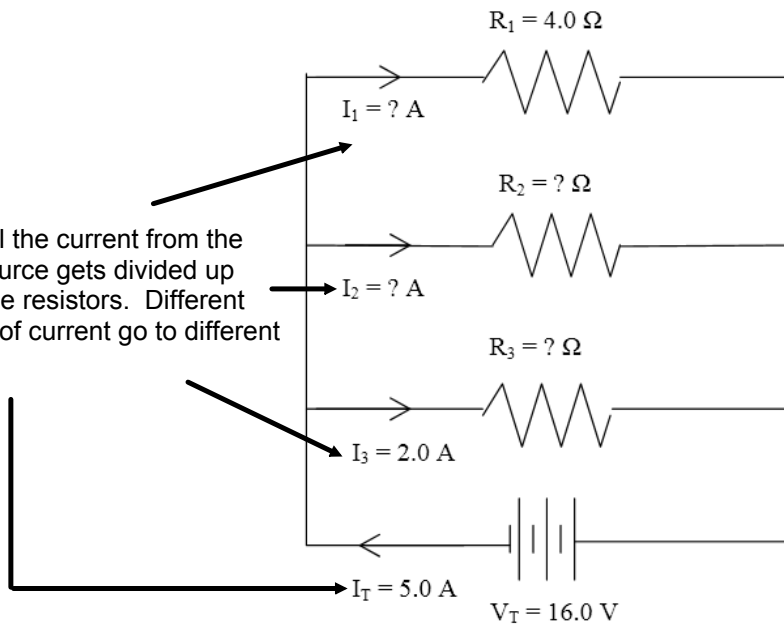 R₁ = 4.0 Ω
I₁ = ? A
R₂ = ? Ω
the current from the
gets divided up
resistors. Different
of current go to different
I₂ = ? A
R₃ = ? Ω
I₃ = 2.0 A
I_T = 5.0 A
V_T = 16.0 V